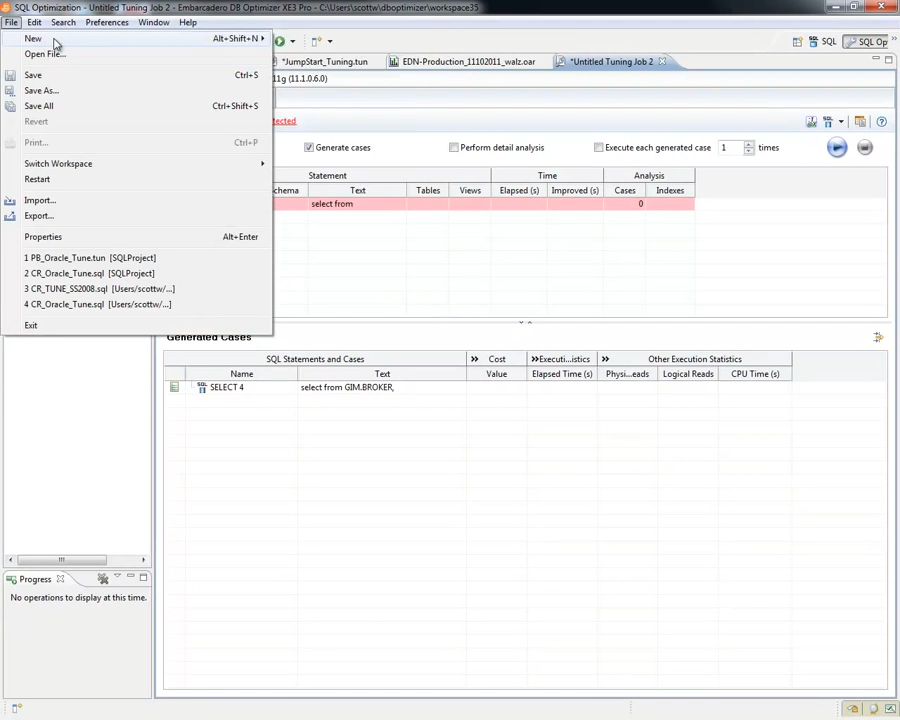 SQL Optimization - Untitled Tuning Job 2 - Embarcadero DB Optimizer XE3 Pro - C:\Users\scottw\dboptimizer\workspace35
File Edit Search Preferences Window Help
New Alt+Shift+N
Open File...
Save Ctrl+S
Save As...
Save All Ctrl+Shift+S
Revert
Print... Ctrl+P
Switch Workspace
Restart
Import...
Export...
Properties Alt+Enter
1 PB_Oracle_Tune.tun [SQLProject]
2 CR_Oracle_Tune.sql [SQLProject]
3 CR_TUNE_SS2008.sql [Users/scottw/...]
4 CR_Oracle_Tune.sql [Users/scottw/...]
Exit
SQL SQL Op
*JumpStart_Tuning.tun EDN-Production_11102011_walz.oar *Untitled Tuning Job 2
11g (11.1.0.6.0)
tected
Generate cases Perform detail analysis Execute each generated case 1 times
Statement Time Analysis
chema Text Tables Views Elapsed (s) Improved (s) Cases Indexes
select from 0
Generated Cases
SQL Statements and Cases Cost Executi...istics Other Execution Statistics
Name Text Value Elapsed Time (s) Physi...eads Logical Reads CPU Time (s)
SELECT 4 select from GIM.BROKER,
Progress
No operations to display at this time.